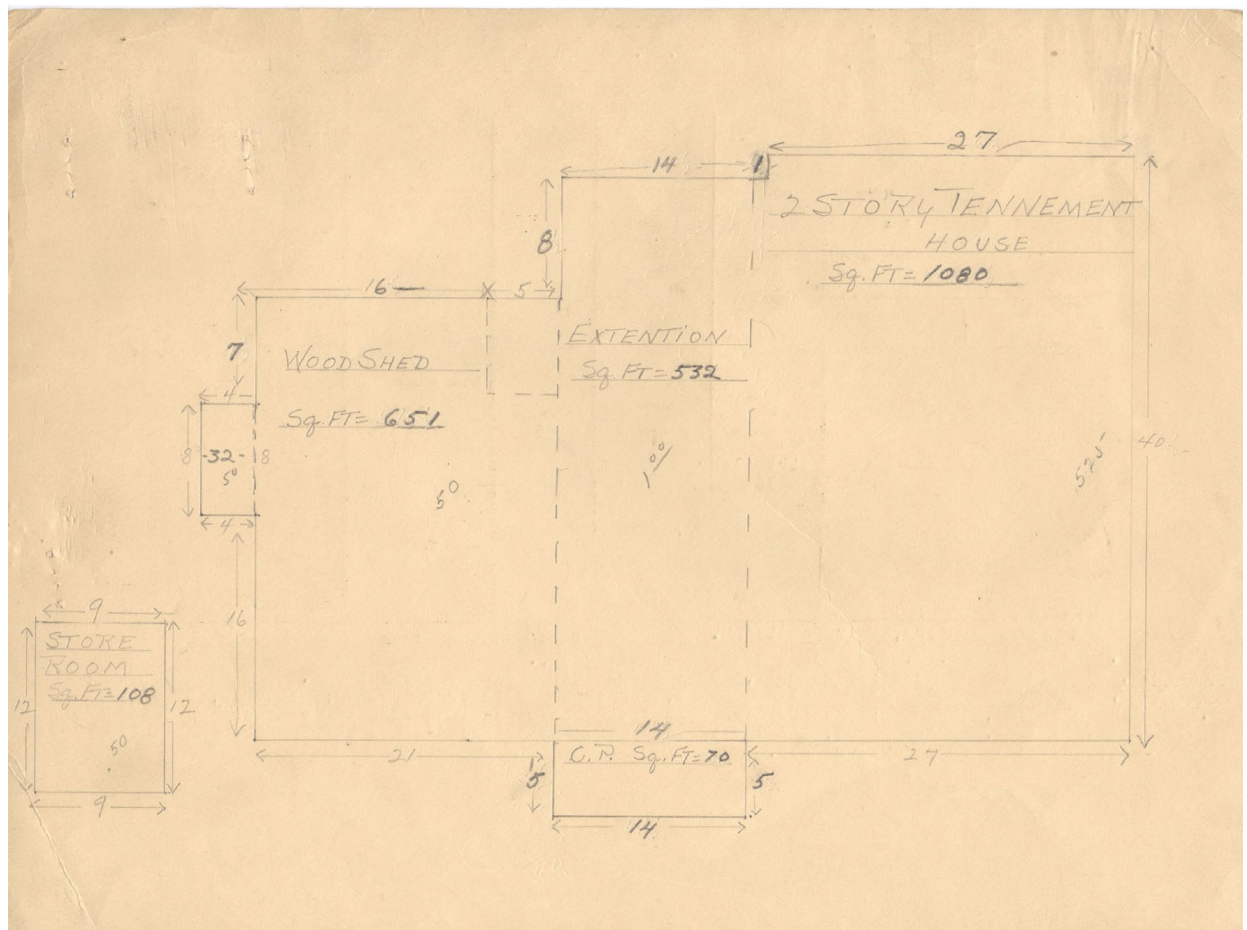 27
14 1
2 STORY TENNEMENT
HOUSE
Sq. FT = 1080
8
16
5
7
WOOD SHED
Sq. FT = 651
EXTENTION
Sq. FT = 532
4
8 -32- 8
5⁰
4
5⁰
1⁰⁰
40
16
9
STORE
ROOM
Sq. FT = 108
12 12
5⁰
9
14
21
C.P. Sq. FT = 70
27
5 5
14